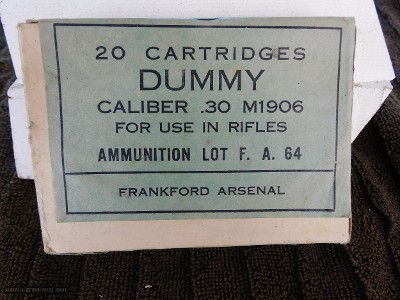 20 CARTRIDGES
DUMMY
CALIBER .30 M1906
FOR USE IN RIFLES
AMMUNITION LOT F. A. 64
FRANKFORD ARSENAL